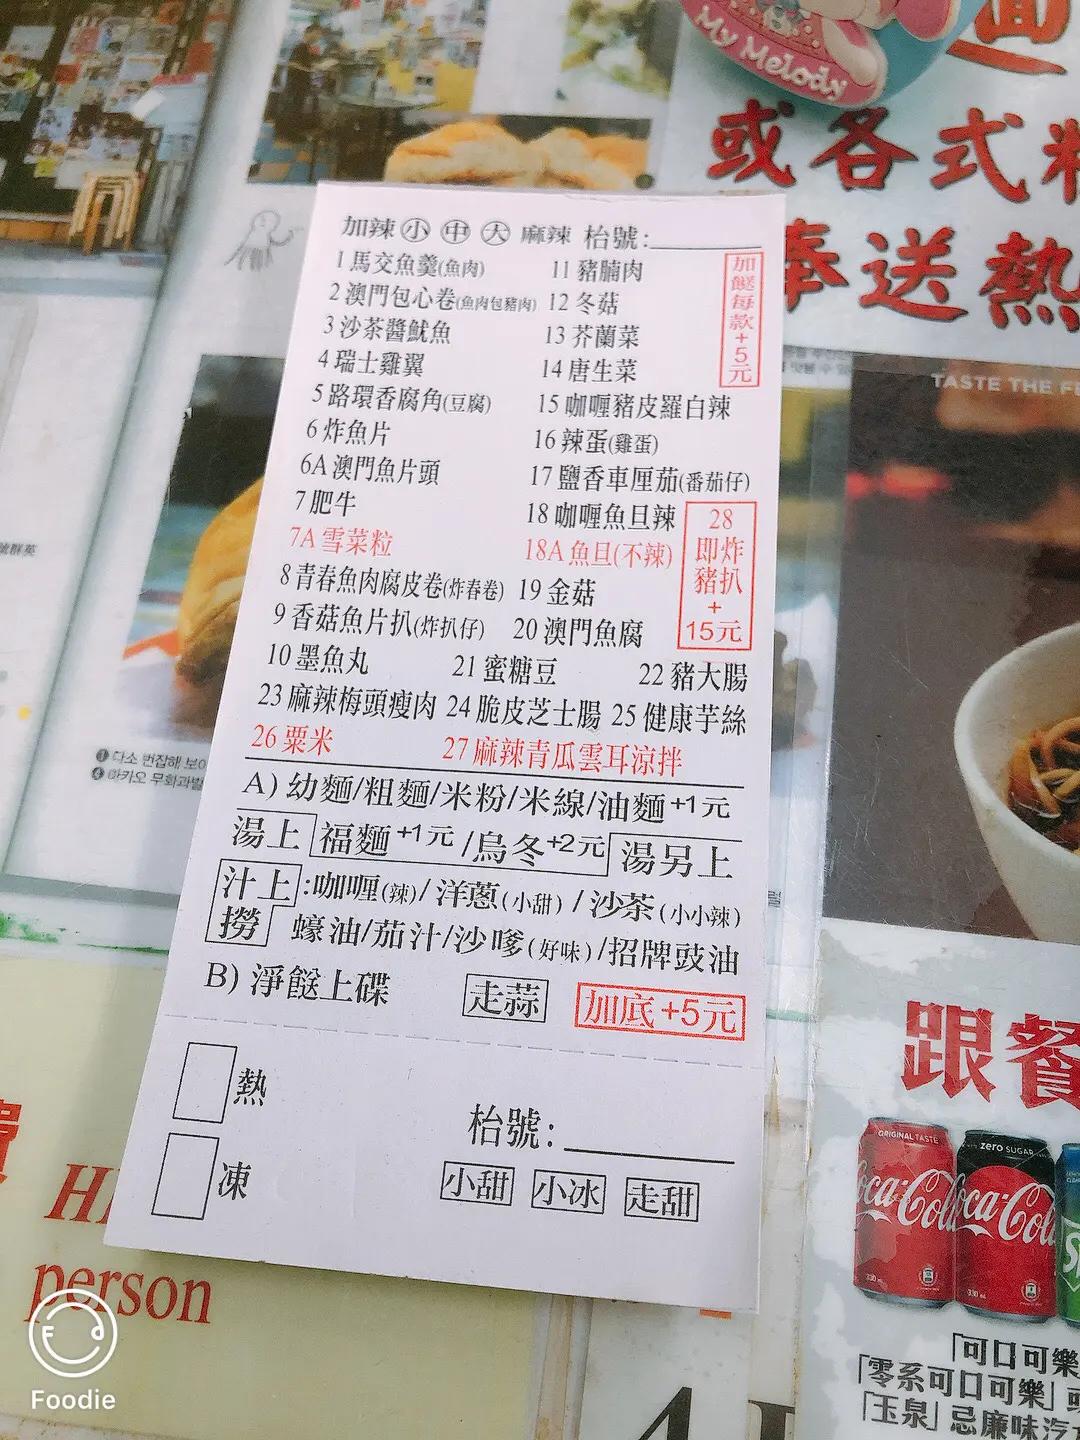 My Melody
或各式
奉送熱
TASTE THE
加辣 小 中 大 麻辣 枱號:
加餸每款+5元
1 馬交魚羹(魚肉)
11 豬腩肉
2 澳門包心卷(魚肉包豬肉)
12 冬菇
3 沙茶醬魷魚
13 芥蘭菜
4 瑞士雞翼
14 唐生菜
5 路環香腐角(豆腐)
15 咖喱豬皮羅白辣
6 炸魚片
16 辣蛋(雞蛋)
6A 澳門魚片頭
17 鹽香車厘茄(番茄仔)
7 肥牛
18 咖喱魚旦辣
7A 雪菜粒
18A 魚旦(不辣)
28
即炸
豬扒
+
15元
8 青春魚肉腐皮卷(炸春卷)
19 金菇
9 香菇魚片扒(炸扒仔)
20 澳門魚腐
10 墨魚丸
21 蜜糖豆
22 豬大腸
23 麻辣梅頭瘦肉 24 脆皮芝士腸 25 健康芋絲
26 粟米
27 麻辣青瓜雲耳涼拌
A) 幼麵/粗麵/米粉/米線/油麵+1元
湯上 福麵+1元/烏冬+2元 湯另上
汁上:咖喱(辣)/洋蔥(小甜)/沙茶(小小辣)
撈 蠔油/茄汁/沙嗲(好味)/招牌豉油
B) 淨餸上碟 走蒜 加底+5元
熱
枱號:
凍
小甜 小冰 走甜
跟餐
ORIGINAL TASTE
Coca-Cola
ZERO SUGAR
Coca-Cola
「可口可樂
「零系可口可樂」
「玉泉」忌廉味汽
person
Foodie